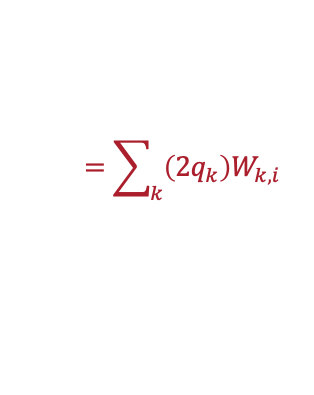 = ∑ₖ (2qₖ)Wₖ,ᵢ